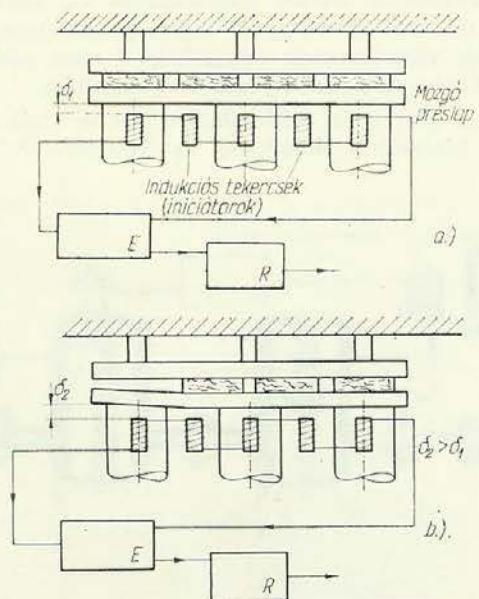 δ₁
Mozgó
préslap
Indukciós tekercsek
(iniciátorok)
E
R
a.)
δ₂
δ₂>δ₁
E
R
b.)